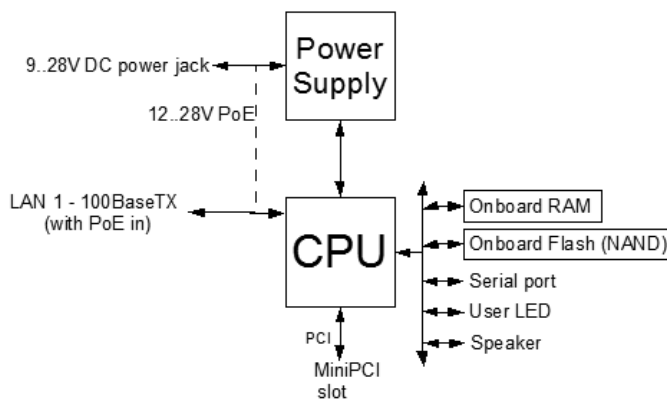 Power
Supply
9..28V DC power jack
12..28V PoE
LAN 1 - 100BaseTX
(with PoE in)
CPU
Onboard RAM
Onboard Flash (NAND)
Serial port
User LED
Speaker
PCI
MiniPCI
slot